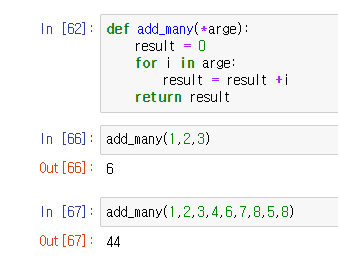 In [62]: def add_many(*arge):
    result = 0
    for i in arge:
        result = result +i
    return result
In [66]: add_many(1,2,3)
Out[66]: 6
In [67]: add_many(1,2,3,4,6,7,8,5,8)
Out[67]: 44